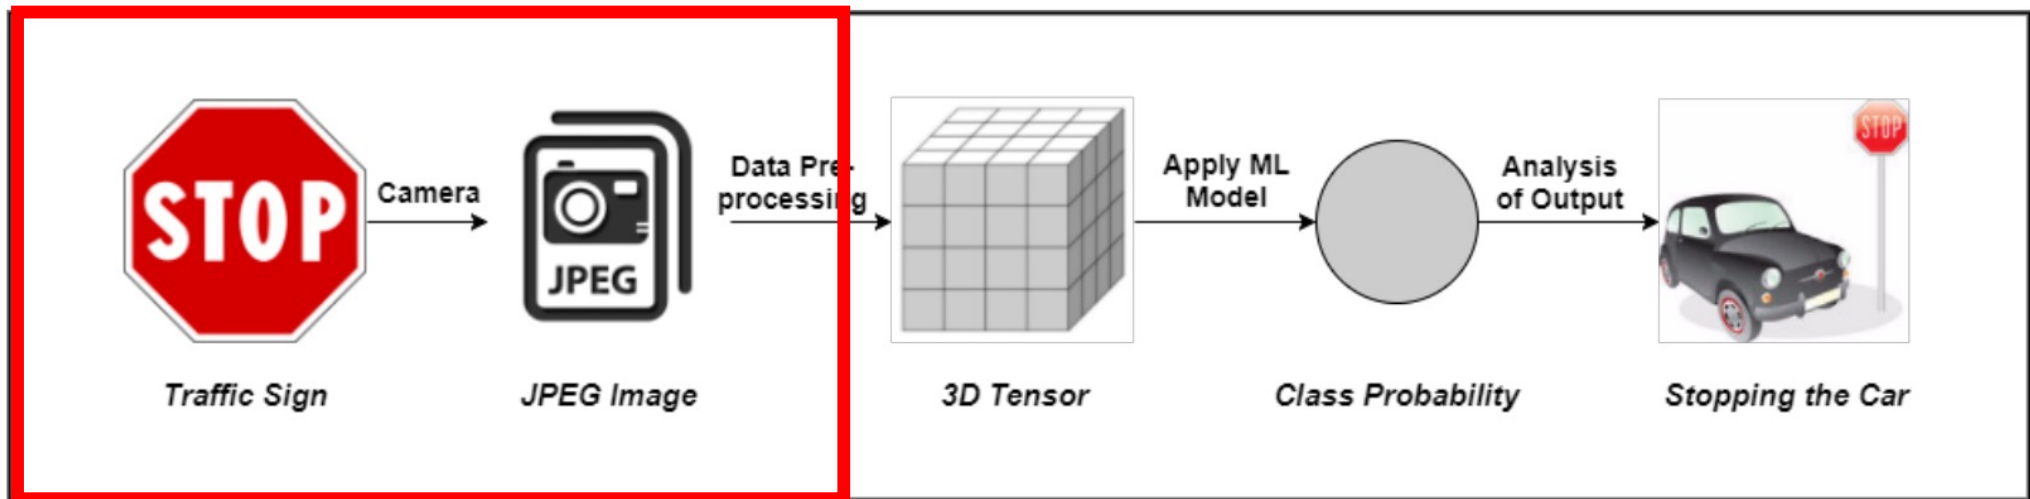 STOP
Camera
JPEG
Data Pre-
processing
Apply ML
Model
Analysis
of Output
STOP
Traffic Sign
JPEG Image
3D Tensor
Class Probability
Stopping the Car